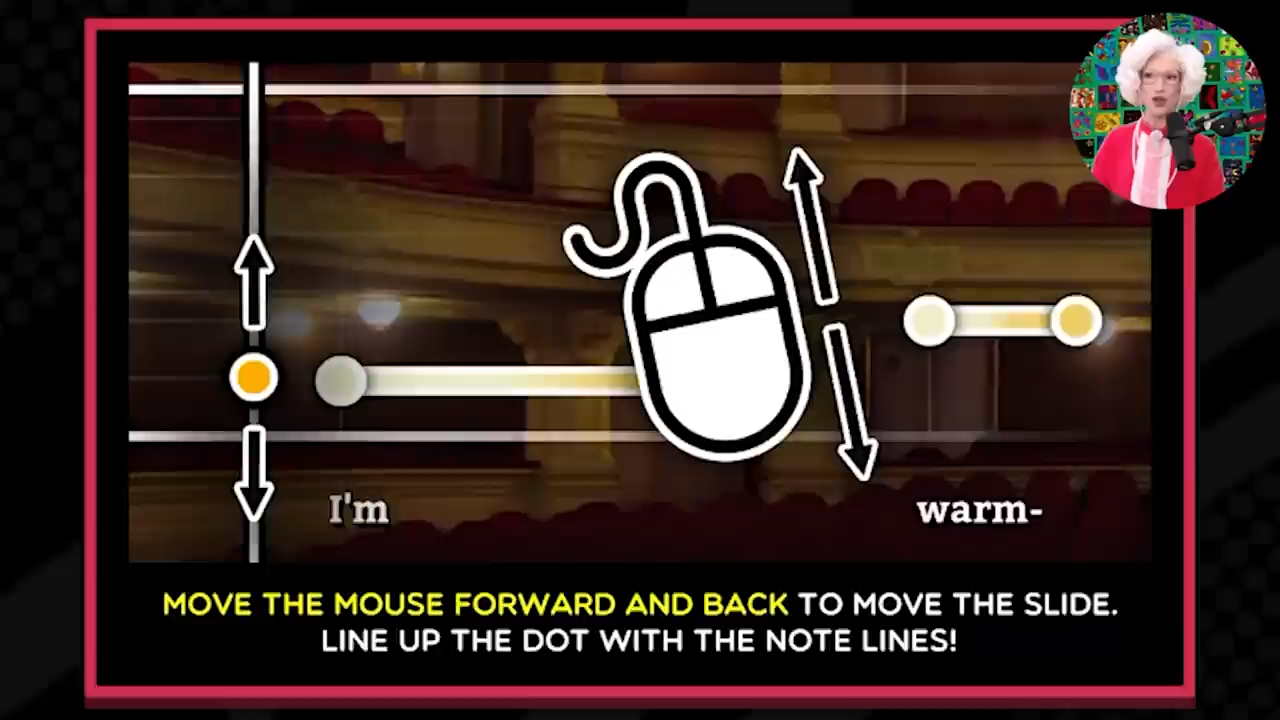 I'm warm-
MOVE THE MOUSE FORWARD AND BACK TO MOVE THE SLIDE.
LINE UP THE DOT WITH THE NOTE LINES!